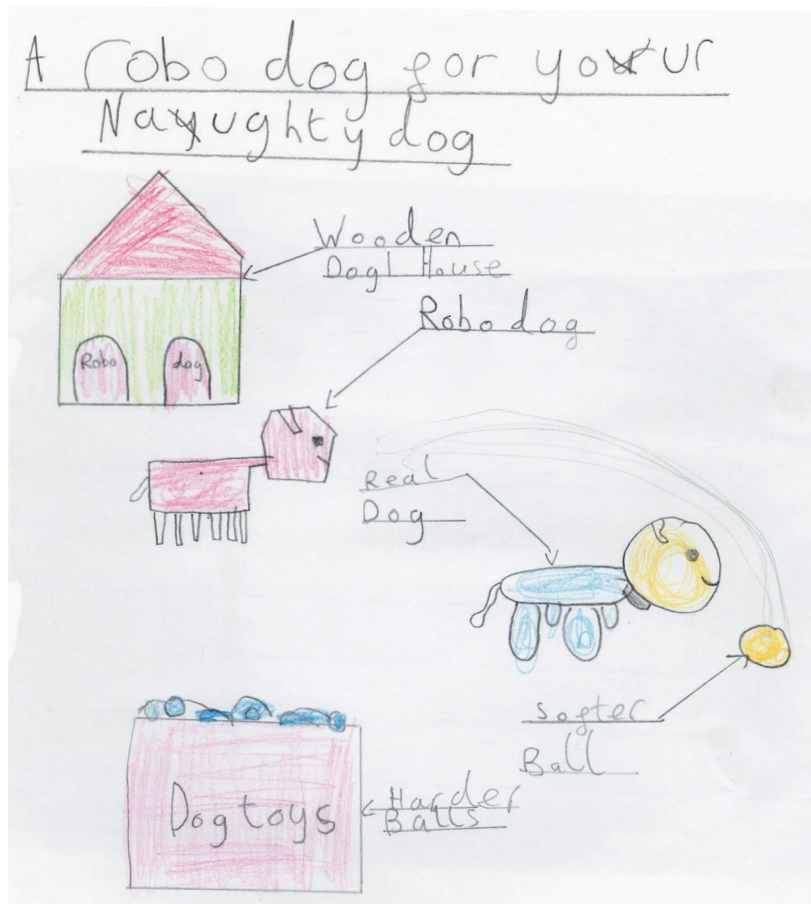 A robo dog for your
Naughty dog
Wooden
Dog House
Robo dog
Robo dog
Real
Dog
Softer
Ball
Dog toys
Harder
Balls